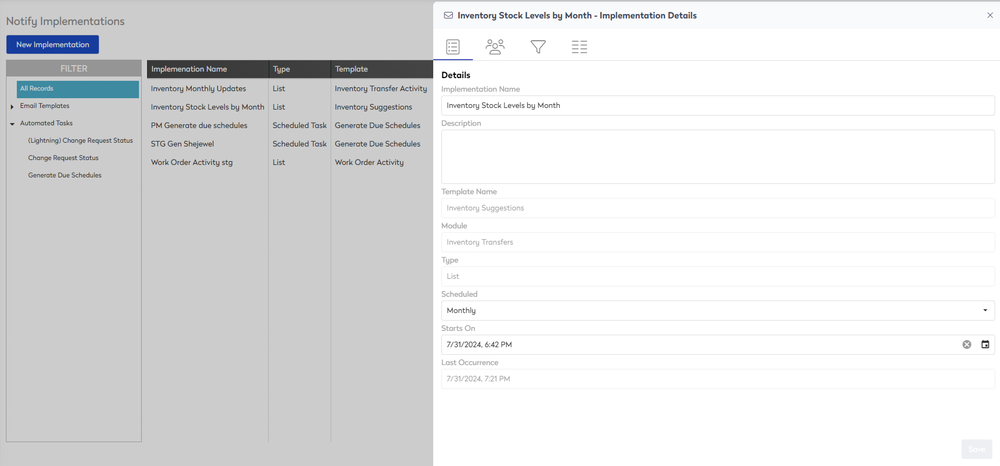 Notify Implementations
New Implementation
FILTER
All Records
Email Templates
Automated Tasks
(Lightning) Change Request Status
Change Request Status
Generate Due Schedules
Implemenation Name Type Template
Inventory Monthly Updates List Inventory Transfer Activity
Inventory Stock Levels by Month List Inventory Suggestions
PM Generate due schedules Scheduled Task Generate Due Schedules
STG Gen Shejewel Scheduled Task Generate Due Schedules
Work Order Activity stg List Work Order Activity
Inventory Stock Levels by Month - Implementation Details
Details
Implementation Name
Inventory Stock Levels by Month
Description
Template Name
Inventory Suggestions
Module
Inventory Transfers
Type
List
Scheduled
Monthly
Starts On
7/31/2024, 6:42 PM
Last Occurrence
7/31/2024, 7:21 PM
Save